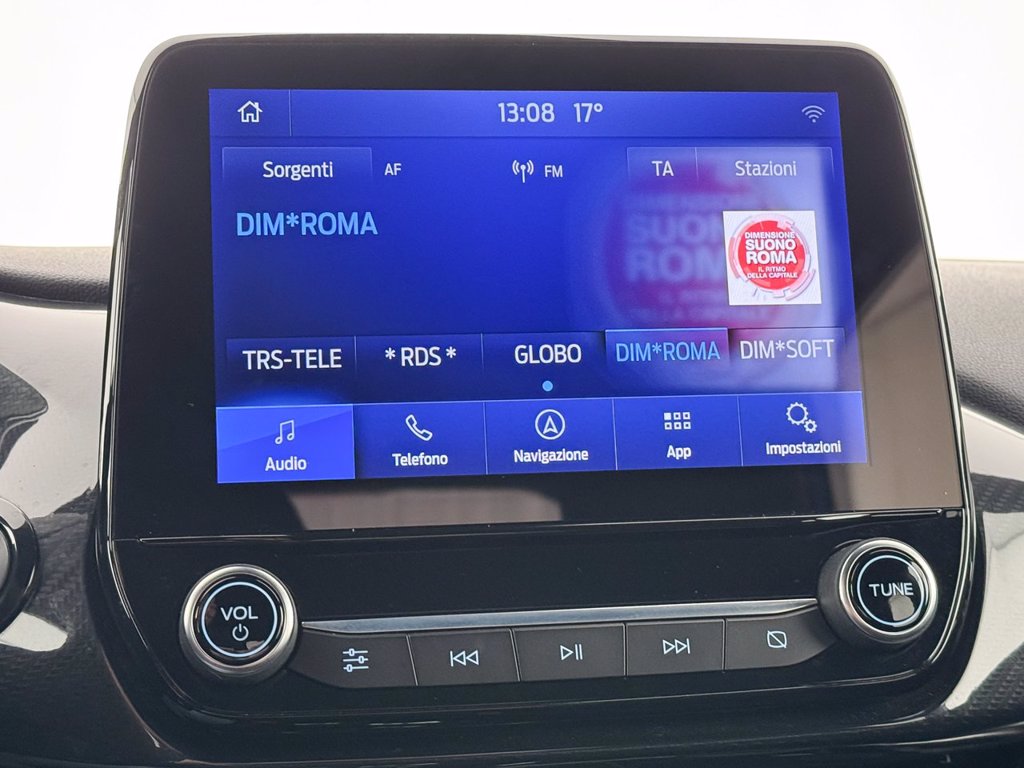 13:08 17°
Sorgenti AF FM TA Stazioni
DIM*ROMA
DIMENSIONE
SUONO
ROMA
IL RITMO
DELLA CAPITALE
TRS-TELE *RDS* GLOBO DIM*ROMA DIM*SOFT
Audio Telefono Navigazione App Impostazioni
VOL TUNE